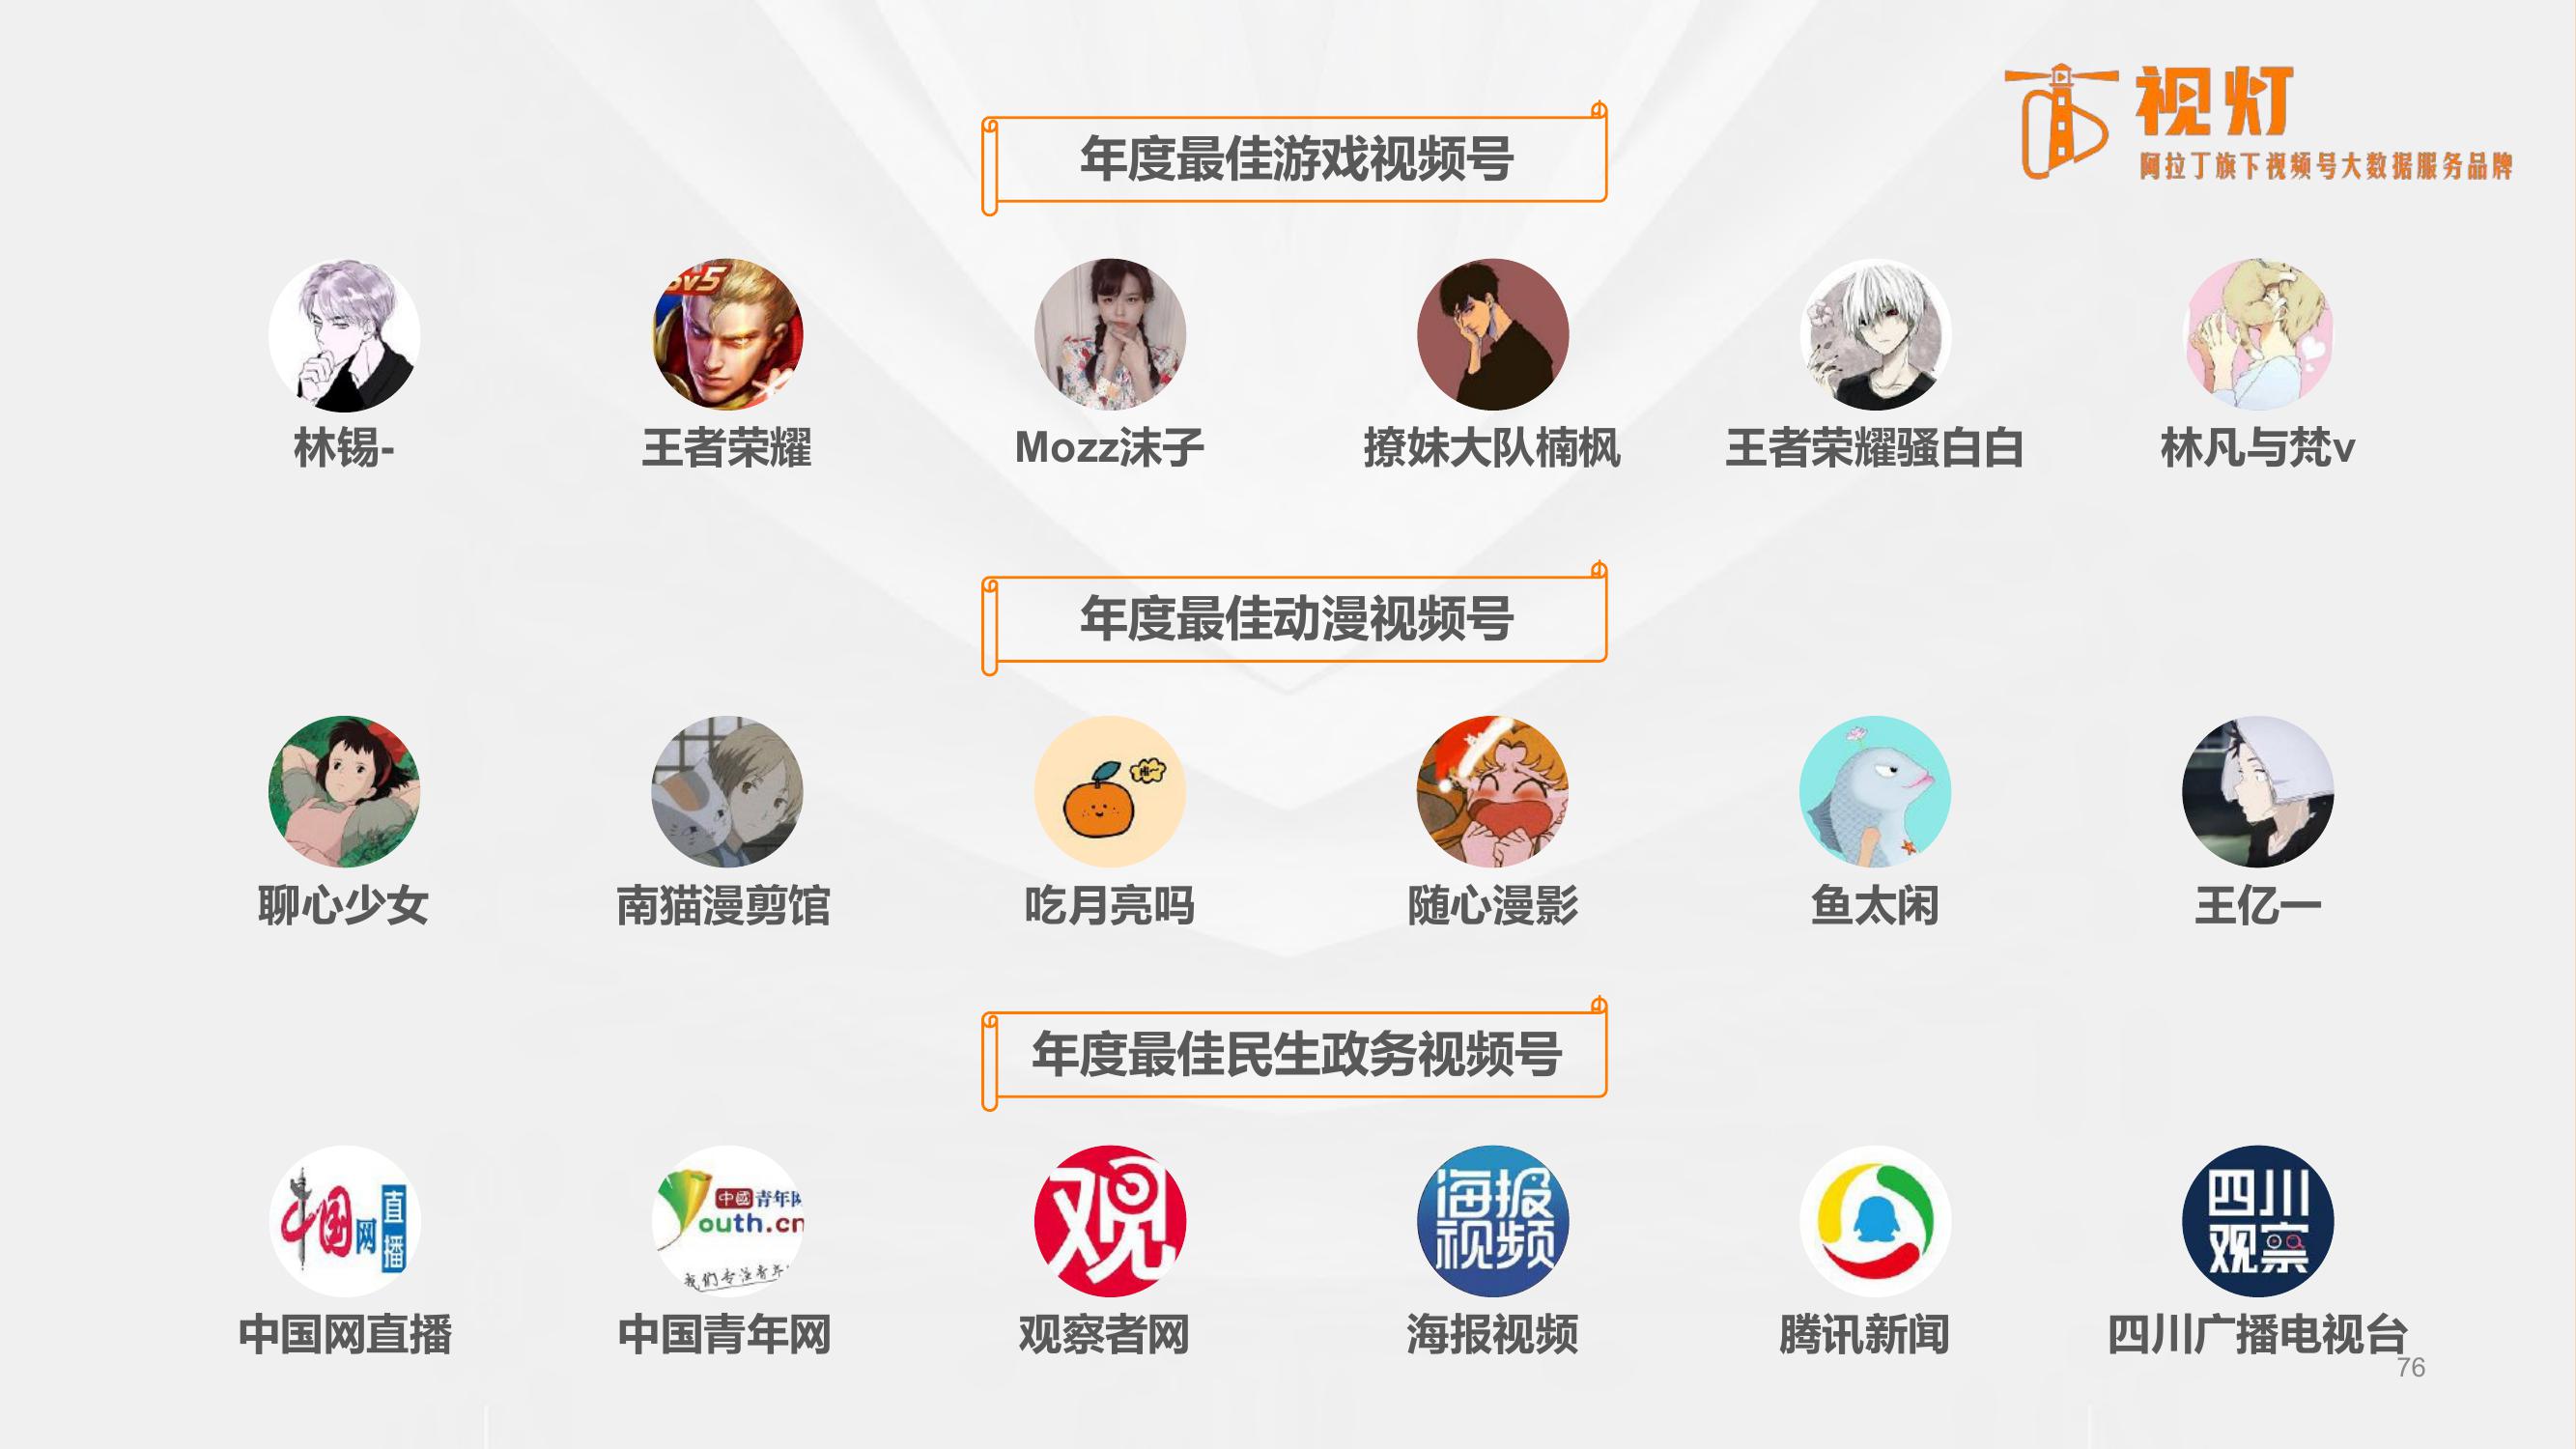 视灯
阿拉丁旗下视频号大数据服务品牌
年度最佳游戏视频号
lv5
林锡-
王者荣耀
Mozz沫子
撩妹大队楠枫
王者荣耀骚白白
林凡与梵v
年度最佳动漫视频号
嗨~
聊心少女
南猫漫剪馆
吃月亮吗
随心漫影
鱼太闲
王亿一
年度最佳民生政务视频号
中国网
直播
中國青年网
outh.cn
我们专注青年
观
海报
视频
四川
观察
中国网直播
中国青年网
观察者网
海报视频
腾讯新闻
四川广播电视台
76